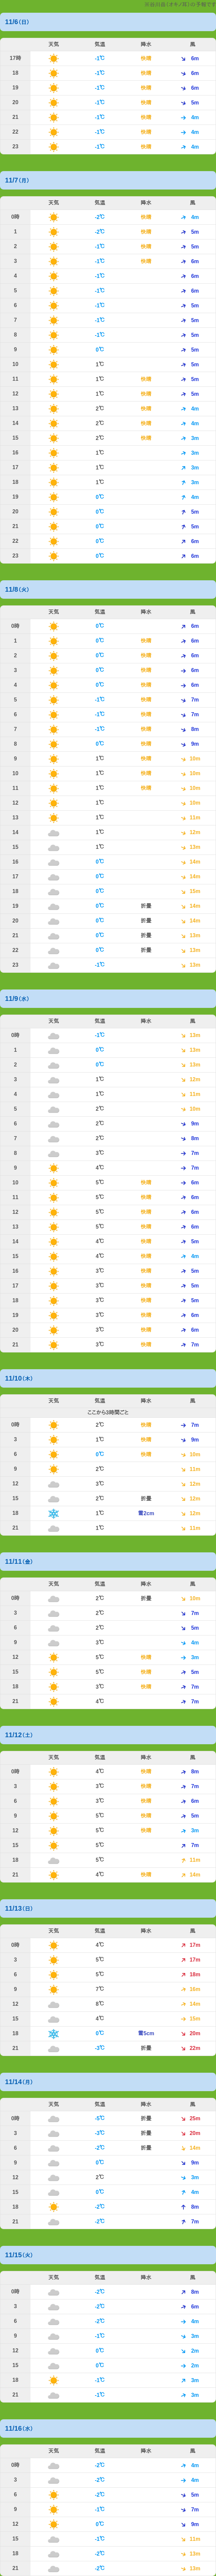 の予報です
11/6(日)
天気 気温 降水 風
17時 -1℃ 快晴 6m
18 -1℃ 快晴 6m
19 -1℃ 快晴 6m
20 -1℃ 快晴 5m
21 -1℃ 快晴 4m
22 -1℃ 快晴 4m
23 -1℃ 快晴 4m
11/7(月)
天気 気温 降水 風
0時 -2℃ 快晴 4m
1 -2℃ 快晴 5m
2 -1℃ 快晴 5m
3 -1℃ 快晴 6m
4 -1℃ 6m
5 -1℃ 6m
6 -1℃ 5m
7 -1℃ 5m
8 -1℃ 5m
9 0℃ 5m
10 1℃ 5m
11 1℃ 快晴 5m
12 1℃ 快晴 5m
13 2℃ 快晴 4m
14 2℃ 快晴 4m
15 2℃ 快晴 3m
16 1℃ 3m
17 1℃ 3m
18 1℃ 3m
19 0℃ 4m
20 0℃ 5m
21 0℃ 5m
22 0℃ 6m
23 0℃ 6m
11/8(火)
天気 気温 降水 風
0時 0℃ 6m
1 0℃ 快晴 6m
2 0℃ 快晴 6m
3 0℃ 快晴 6m
4 0℃ 快晴 6m
5 -1℃ 快晴 7m
6 -1℃ 快晴 7m
7 -1℃ 快晴 8m
8 0℃ 快晴 9m
9 1℃ 快晴 10m
10 1℃ 快晴 10m
11 1℃ 快晴 10m
12 1℃ 10m
13 1℃ 11m
14 1℃ 12m
15 1℃ 13m
16 0℃ 14m
17 0℃ 14m
18 0℃ 15m
19 0℃ 折畳 14m
20 0℃ 折畳 14m
21 0℃ 折畳 13m
22 0℃ 折畳 13m
23 -1℃ 13m
11/9(水)
天気 気温 降水 風
0時 -1℃ 13m
1 0℃ 13m
2 0℃ 13m
3 1℃ 12m
4 1℃ 11m
5 2℃ 10m
6 2℃ 9m
7 2℃ 8m
8 3℃ 7m
9 4℃ 7m
10 5℃ 快晴 6m
11 5℃ 快晴 6m
12 5℃ 快晴 6m
13 5℃ 快晴 6m
14 4℃ 快晴 5m
15 4℃ 快晴 4m
16 3℃ 快晴 5m
17 3℃ 快晴 5m
18 3℃ 快晴 5m
19 3℃ 快晴 6m
20 3℃ 快晴 6m
21 3℃ 快晴 7m
11/10(木)
天気 気温 降水 風
ここから3時間ごと
0時 2℃ 快晴 7m
3 1℃ 快晴 9m
6 0℃ 快晴 10m
9 2℃ 11m
12 3℃ 12m
15 2℃ 折畳 12m
18 1℃ 雪2cm 12m
21 1℃ 11m
11/11(金)
天気 気温 降水 風
0時 2℃ 折畳 10m
3 2℃ 7m
6 2℃ 5m
9 3℃ 4m
12 5℃ 快晴 3m
15 5℃ 快晴 5m
18 3℃ 快晴 7m
21 4℃ 7m
11/12(土)
天気 気温 降水 風
0時 4℃ 快晴 8m
3 3℃ 快晴 7m
6 3℃ 快晴 6m
9 5℃ 快晴 5m
12 5℃ 快晴 3m
15 5℃ 7m
18 5℃ 11m
21 4℃ 快晴 14m
11/13(日)
天気 気温 降水 風
0時 4℃ 17m
3 5℃ 17m
6 5℃ 18m
9 7℃ 16m
12 8℃ 14m
15 4℃ 15m
18 0℃ 雪5cm 20m
21 -3℃ 折畳 22m
11/14(月)
天気 気温 降水 風
0時 -5℃ 折畳 25m
3 -3℃ 折畳 20m
6 -2℃ 折畳 14m
9 0℃ 9m
12 2℃ 3m
15 0℃ 4m
18 -2℃ 8m
21 -2℃ 7m
11/15(火)
天気 気温 降水 風
0時 -2℃ 8m
3 -2℃ 6m
6 -2℃ 4m
9 -1℃ 3m
12 0℃ 2m
15 0℃ 2m
18 -1℃ 3m
21 -1℃ 3m
11/16(水)
天気 気温 降水 風
0時 -2℃ 4m
3 -2℃ 4m
6 -2℃ 5m
9 -1℃ 7m
12 0℃ 9m
15 -1℃ 11m
18 -2℃ 13m
21 -2℃ 13m